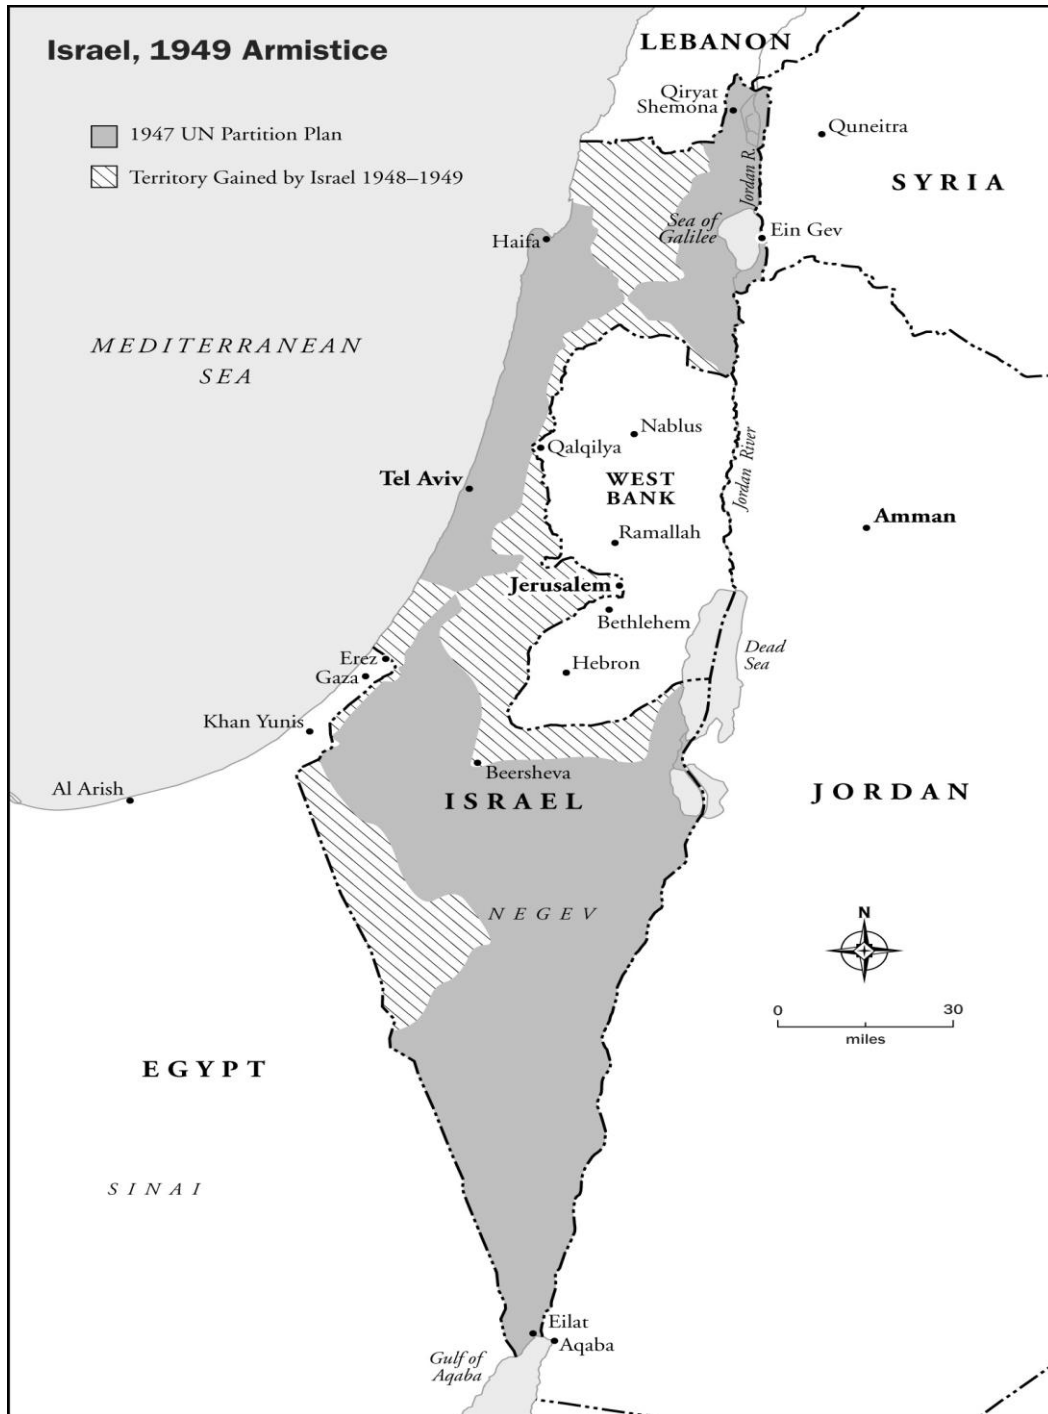 Israel, 1949 Armistice
1947 UN Partition Plan
Territory Gained by Israel 1948–1949
LEBANON
Qiryat
Shemona
Quneitra
SYRIA
Jordan R.
Sea of
Galilee
Ein Gev
Haifa
MEDITERRANEAN
SEA
Nablus
Qalqilya
WEST
BANK
Jordan River
Tel Aviv
Ramallah
Amman
Jerusalem
Bethlehem
Dead
Sea
Erez
Hebron
Gaza
Khan Yunis
Beersheva
Al Arish
ISRAEL
JORDAN
NEGEV
N
0 30
miles
EGYPT
SINAI
Eilat
Aqaba
Gulf of
Aqaba